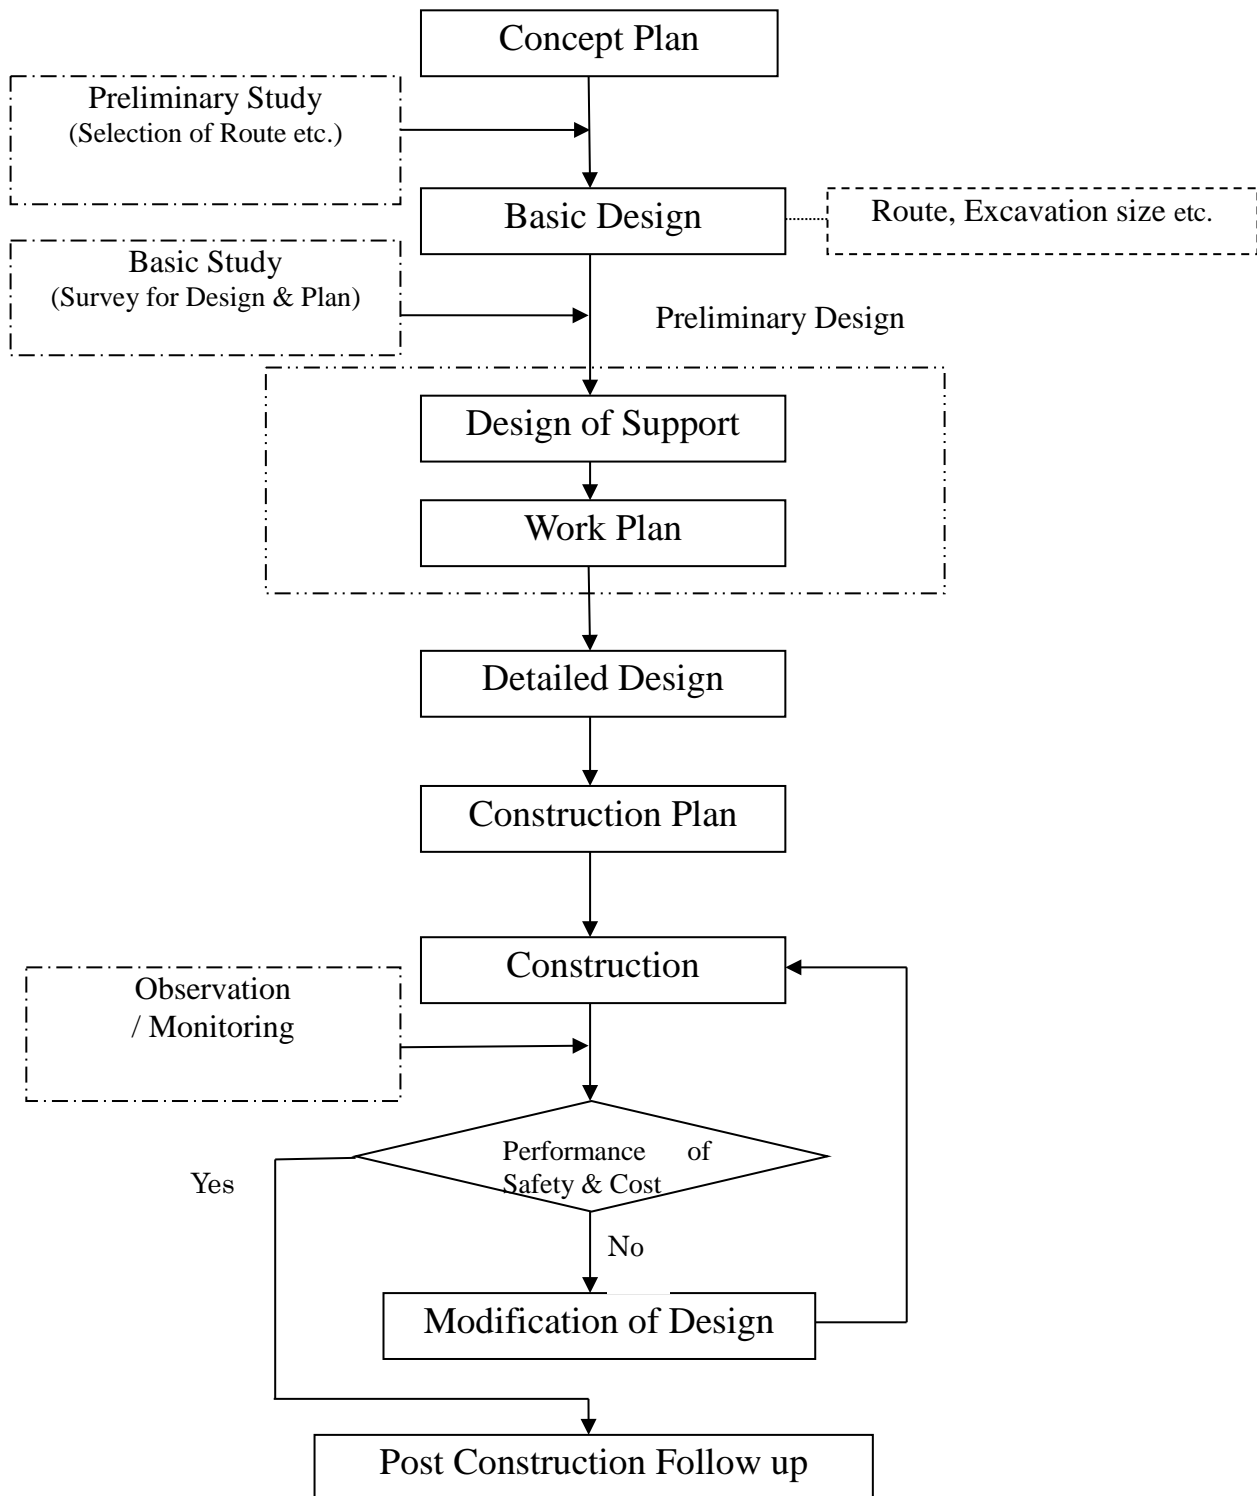 Concept Plan
Preliminary Study
(Selection of Route etc.)
Basic Design
Route, Excavation size etc.
Basic Study
(Survey for Design & Plan)
Preliminary Design
Design of Support
Work Plan
Detailed Design
Construction Plan
Construction
Observation
/ Monitoring
Performance of
Safety & Cost
Yes
No
Modification of Design
Post Construction Follow up